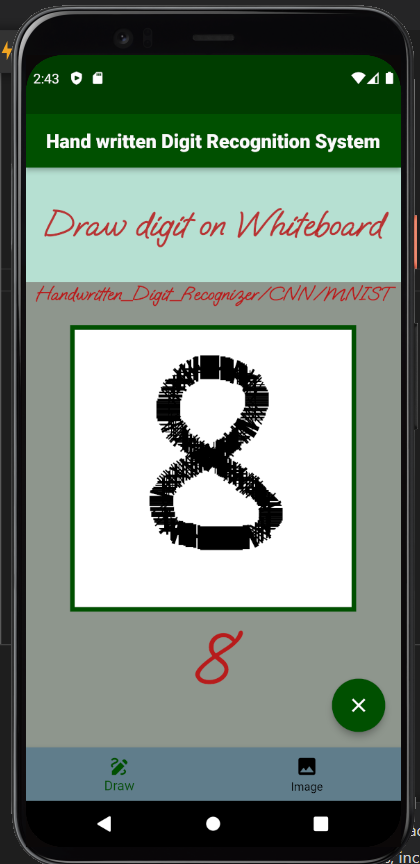 2:43
Hand written Digit Recognition System
Draw digit on Whiteboard
Handwritten_Digit_Recognizer/CNN/MNIST
8
8
Draw
Image